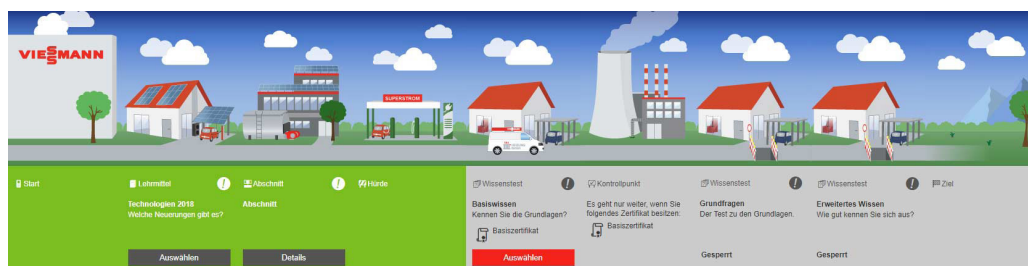 VIESSMANN
SUPERSTROM
Start
Lehrmittel
Technologien 2018
Welche Neuerungen gibt es?
Auswählen
Abschnitt
Abschnitt
Details
Hürde
Wissenstest
Basiswissen
Kennen Sie die Grundlagen?
Basiszertifikat
Auswählen
Kontrollpunkt
Es geht nur weiter, wenn Sie
folgendes Zertifikat besitzen:
Basiszertifikat
Wissenstest
Grundfragen
Der Test zu den Grundlagen.
Gesperrt
Wissenstest
Erweitertes Wissen
Wie gut kennen Sie sich aus?
Gesperrt
Ziel